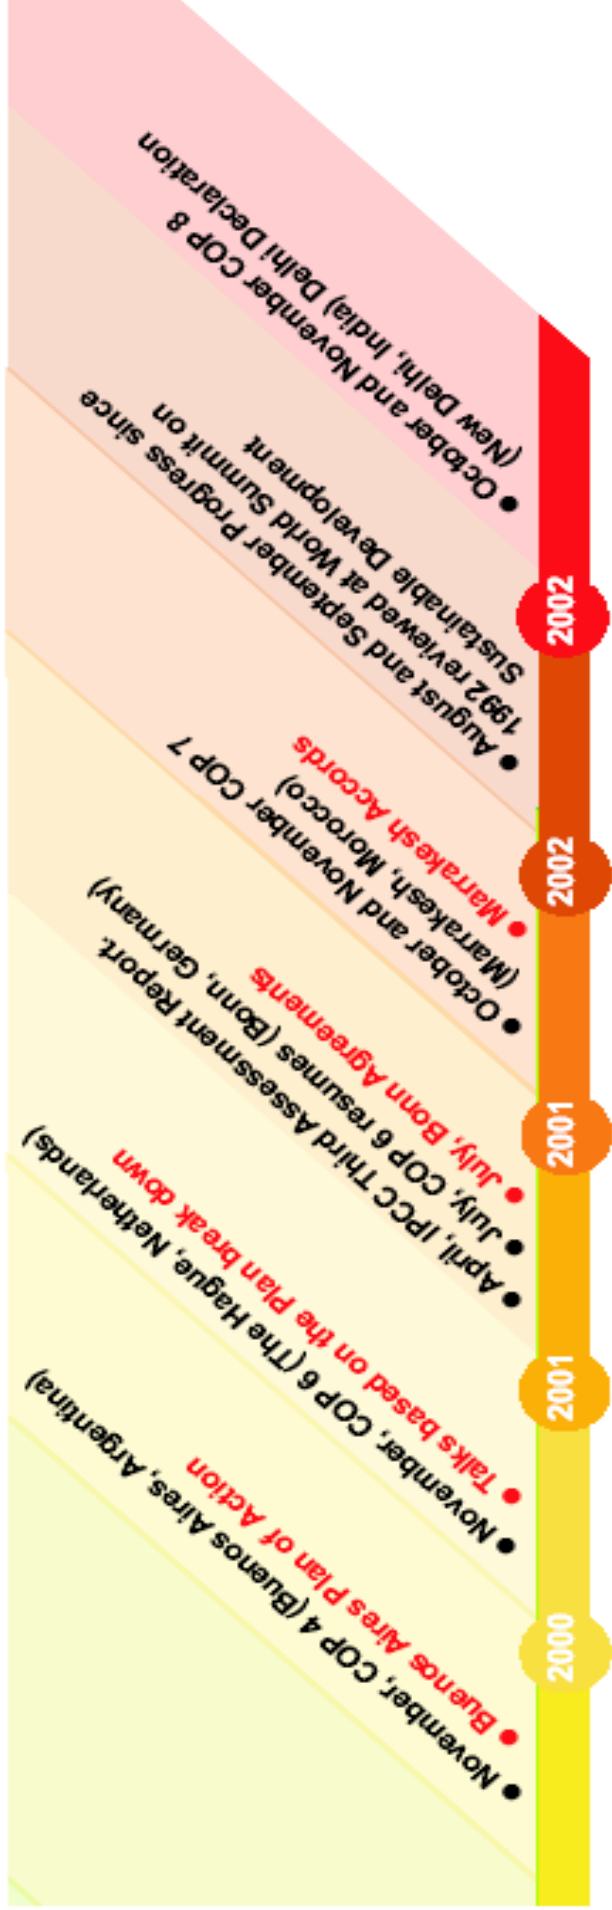 • November, COP 4 (Buenos Aires, Argentina)
• Buenos Aires Plan of Action
2000
• November, COP 6 (The Hague, Netherlands)
• Talks based on the Plan break down
2001
• April, IPCC Third Assessment Report.
• July, COP 6 resumes (Bonn, Germany)
• July, Bonn Agreements
2001
• October and November COP 7
(Marrakesh, Morocco)
• Marrakesh Accords
2002
• August and September Progress since
1992 reviewed at World Summit on
Sustainable Development
2002
• October and November COP 8
(New Delhi, India) Delhi Declaration